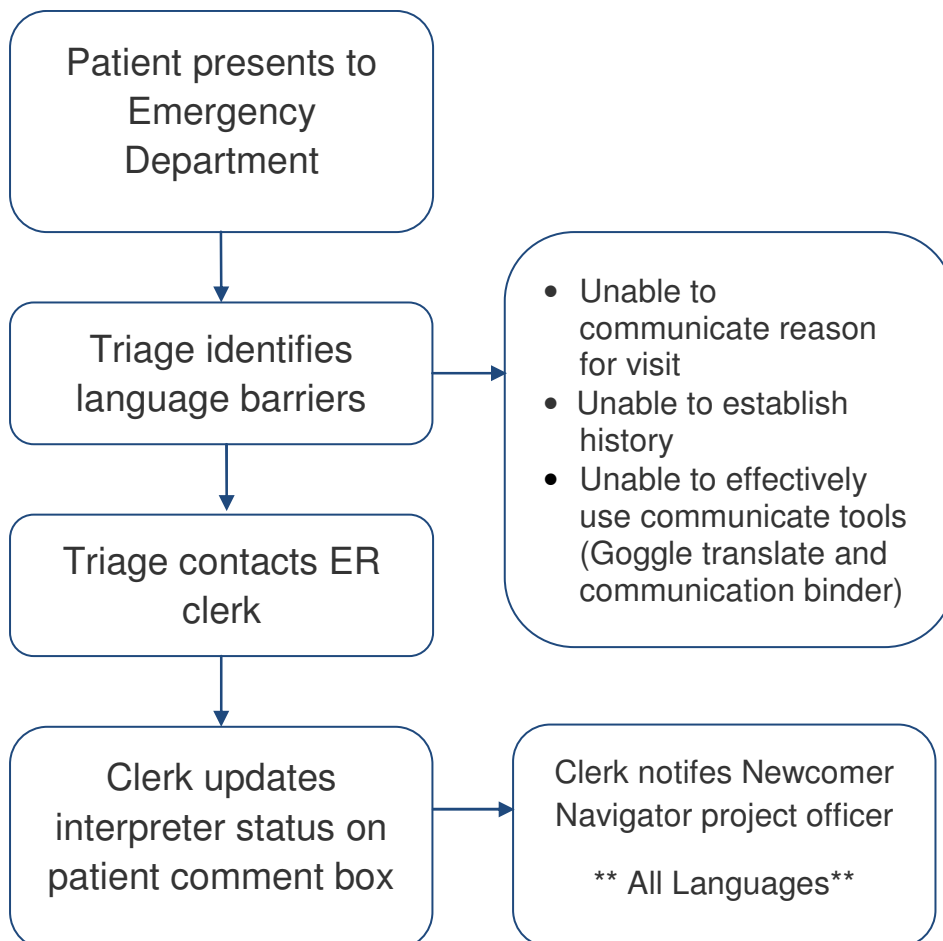 Patient presents to
Emergency
Department
Triage identifies
language barriers
• Unable to
communicate reason
for visit
• Unable to establish
history
• Unable to effectively
use communicate tools
(Goggle translate and
communication binder)
Triage contacts ER
clerk
Clerk updates
interpreter status on
patient comment box
Clerk notifes Newcomer
Navigator project officer
** All Languages**